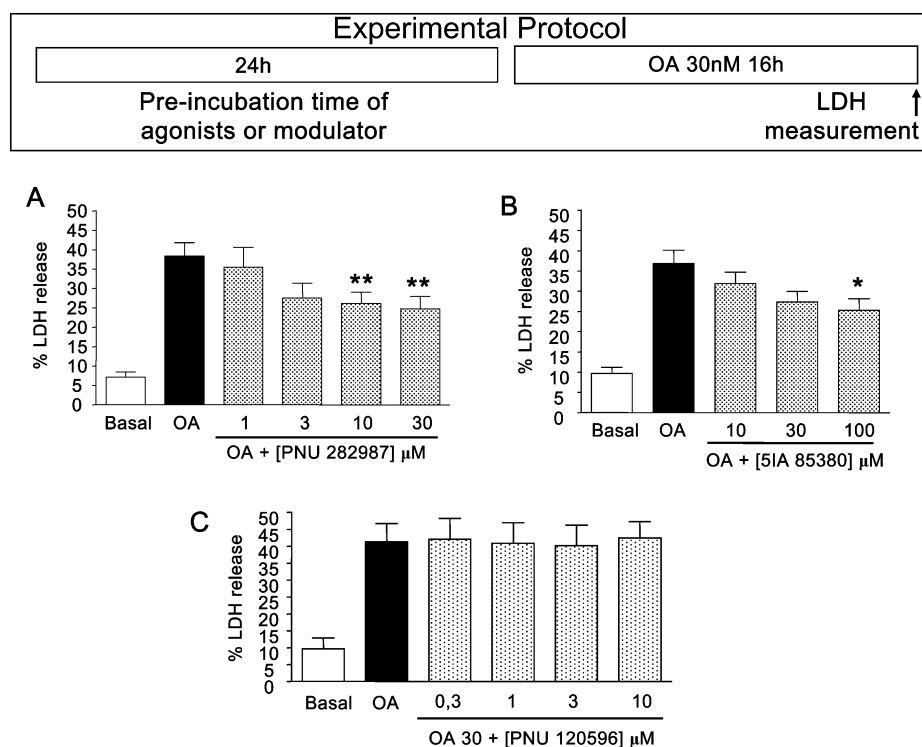 Experimental Protocol
24h
OA 30nM 16h
Pre-incubation time of
agonists or modulator
LDH
measurement
A
% LDH release
50
45
40
35
30
25
20
15
10
5
0
** **
Basal OA 1 3 10 30
OA + [PNU 282987] µM
B
% LDH release
50
45
40
35
30
25
20
15
10
5
0
*
Basal OA 10 30 100
OA + [5IA 85380] µM
C
% LDH release
50
45
40
35
30
25
20
15
10
5
0
Basal OA 0,3 1 3 10
OA 30 + [PNU 120596] µM